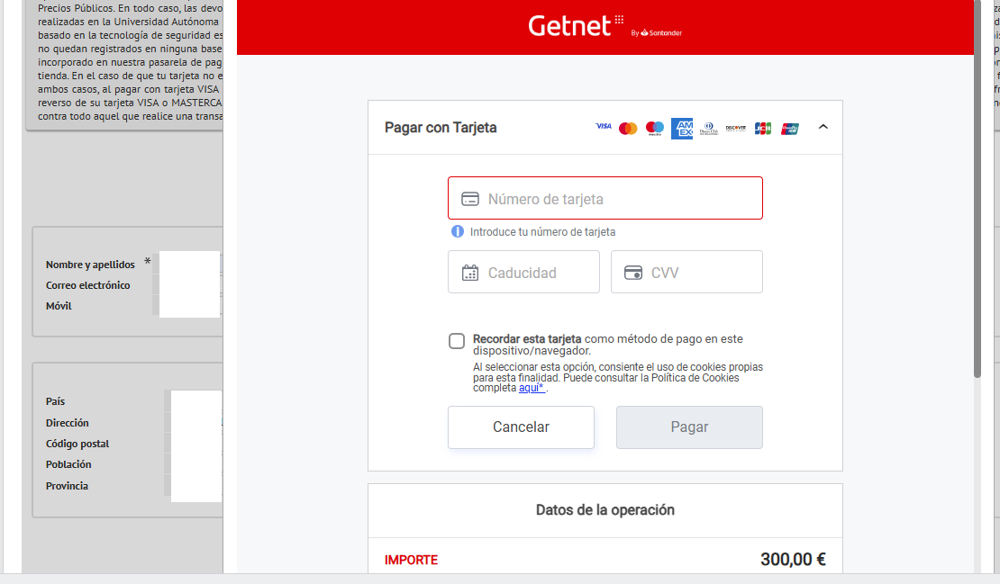 Precios Públicos. En todo caso, las devo
realizadas en la Universidad Autónoma
basado en la tecnología de seguridad es
no quedan registrados en ninguna base
incorporado en nuestra pasarela de pag
tienda. En el caso de que tu tarjeta no e
ambos casos, al pagar con tarjeta VISA
reverso de su tarjeta VISA o MASTERCA
contra todo aquel que realice una transa
Nombre y apellidos *
Correo electrónico
Móvil
País
Dirección
Código postal
Población
Provincia
Getnet
By Santander
Pagar con Tarjeta
VISA
AM
EX
DISCOVER
JCB
Número de tarjeta
Introduce tu número de tarjeta
Caducidad
CVV
Recordar esta tarjeta como método de pago en este
dispositivo/navegador.
Al seleccionar esta opción, consiente el uso de cookies propias
para esta finalidad. Puede consultar la Política de Cookies
completa aquí* .
Cancelar
Pagar
Datos de la operación
IMPORTE
300,00 €